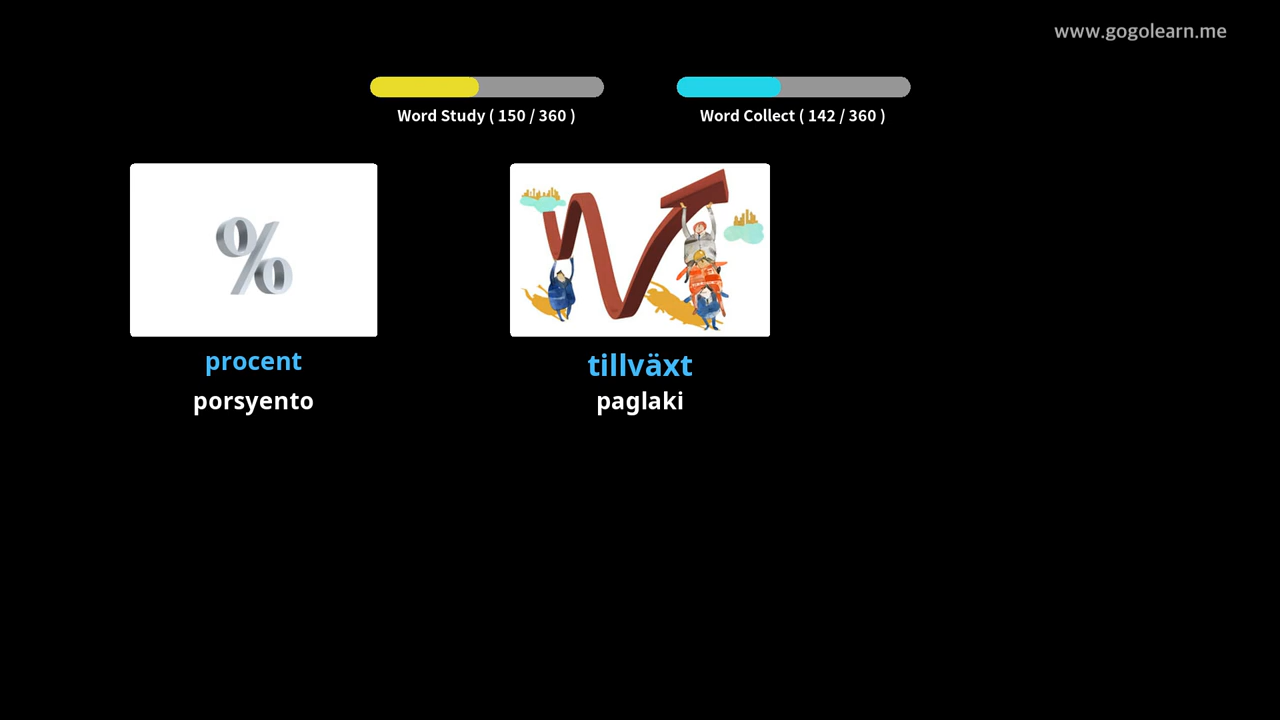 www.gogolearn.me
Word Study ( 150 / 360 )
Word Collect ( 142 / 360 )
%
procent
porsyento
tillväxt
paglaki